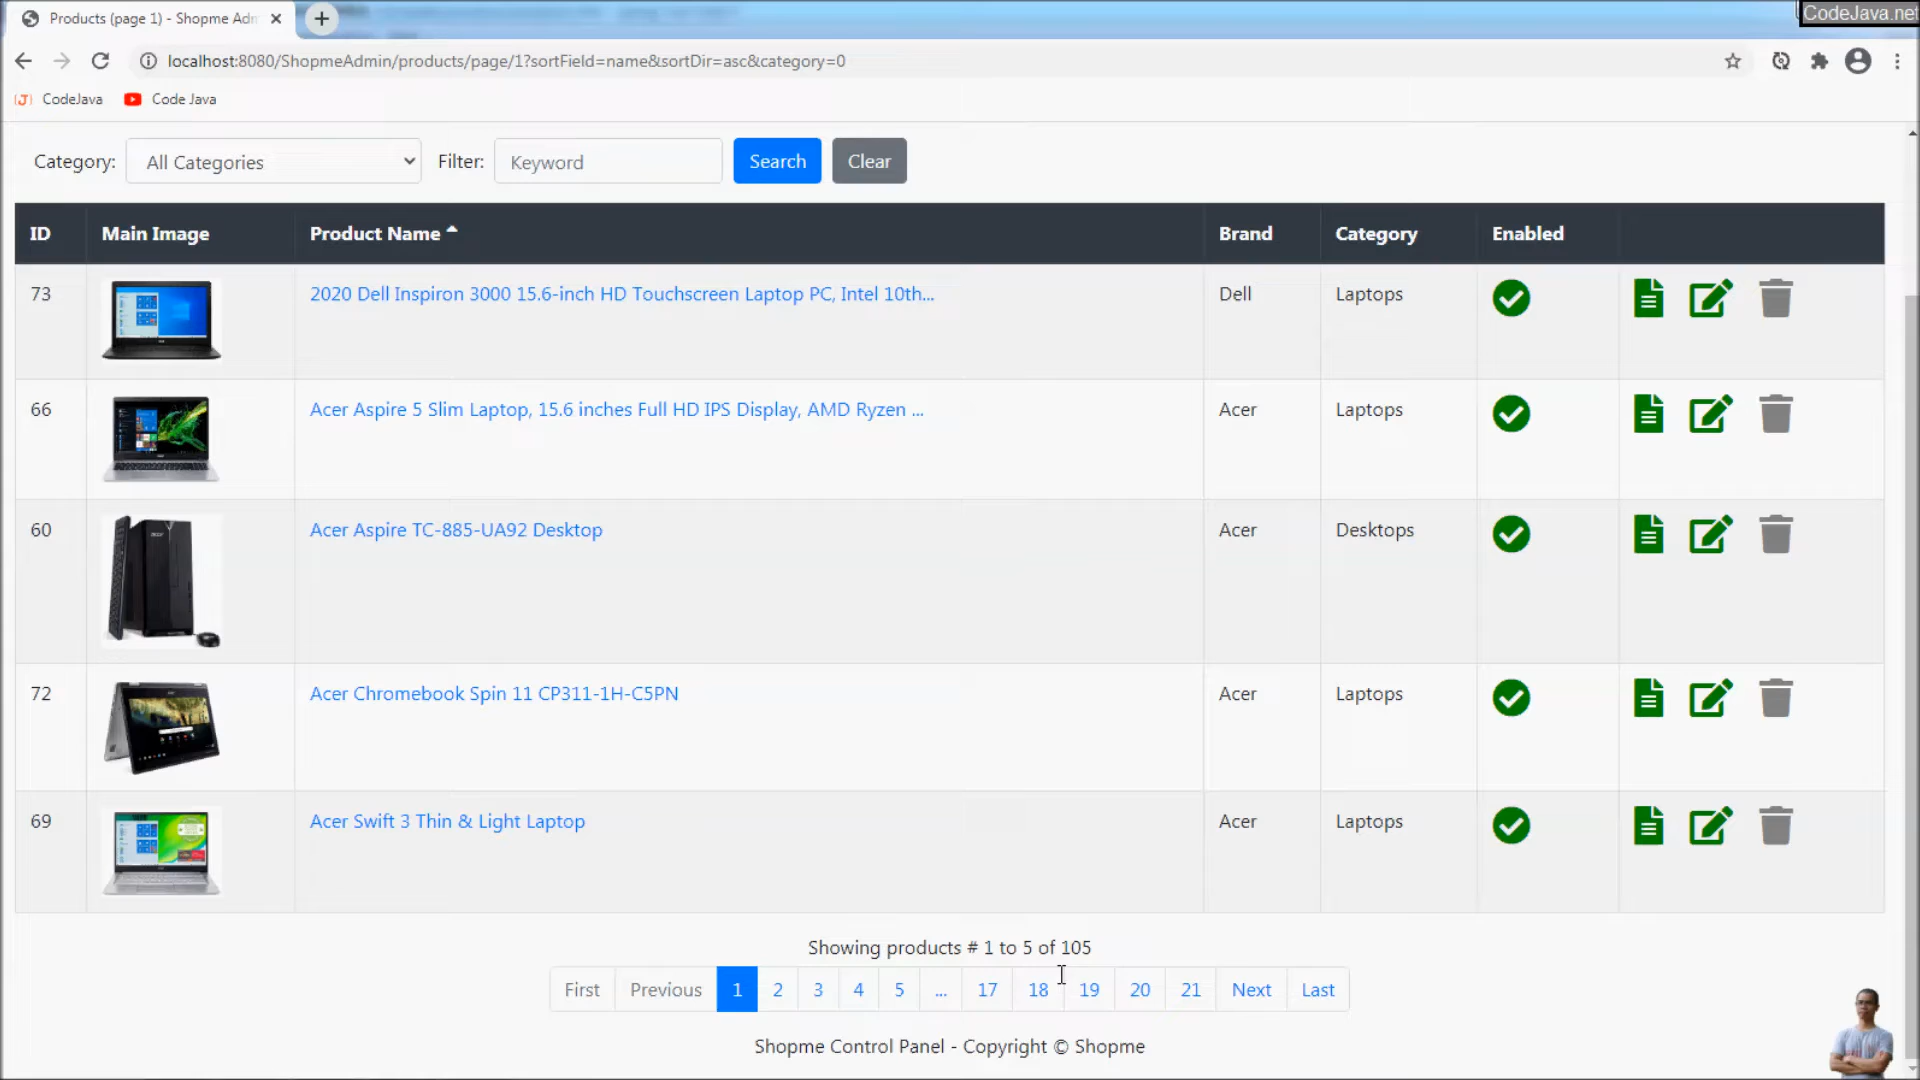 Products (page 1) - Shopme Adm
CodeJava.net
localhost:8080/ShopmeAdmin/products/page/1?sortField=name&sortDir=asc&category=0
CodeJava Code Java
Category: All Categories Filter: Keyword Search Clear
ID Main Image Product Name Brand Category Enabled
73 2020 Dell Inspiron 3000 15.6-inch HD Touchscreen Laptop PC, Intel 10th... Dell Laptops
66 Acer Aspire 5 Slim Laptop, 15.6 inches Full HD IPS Display, AMD Ryzen ... Acer Laptops
60 Acer Aspire TC-885-UA92 Desktop Acer Desktops
72 Acer Chromebook Spin 11 CP311-1H-C5PN Acer Laptops
69 Acer Swift 3 Thin & Light Laptop Acer Laptops
Showing products # 1 to 5 of 105
First Previous 1 2 3 4 5 ... 17 18 19 20 21 Next Last
Shopme Control Panel - Copyright © Shopme